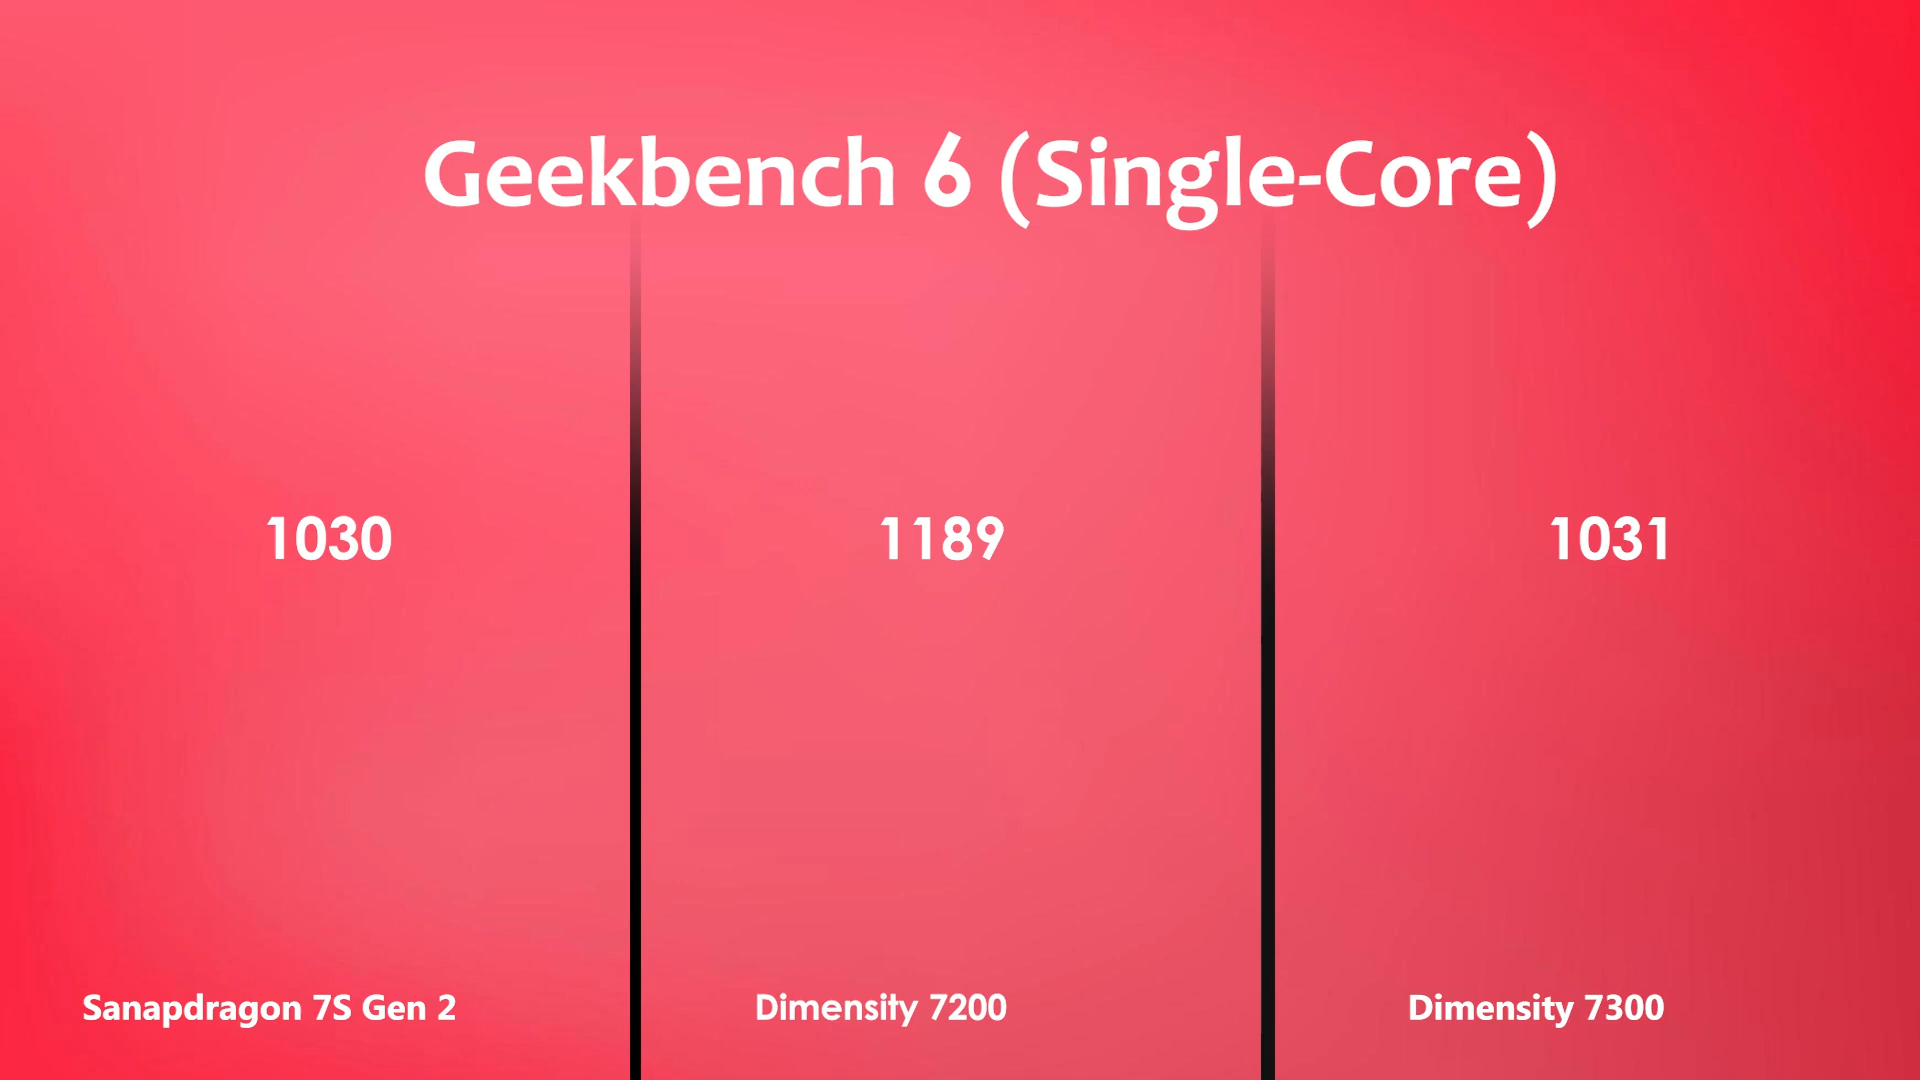 Geekbench 6 (Single-Core)
1030
1189
1031
Sanapdragon 7S Gen 2
Dimensity 7200
Dimensity 7300